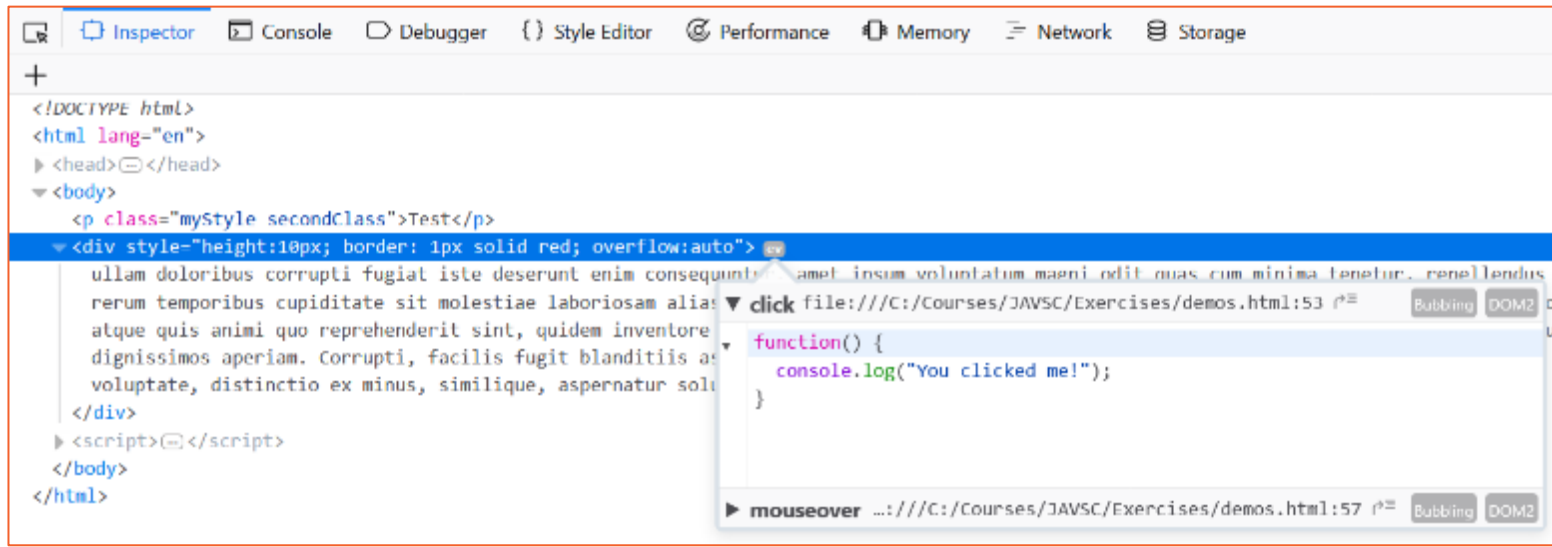 Inspector Console Debugger { } Style Editor Performance Memory Network Storage
+
<!DOCTYPE html>
<html lang="en">
<head></head>
<body>
<p class="myStyle secondClass">Test</p>
<div style="height:10px; border: 1px solid red; overflow:auto"> ev
ullam doloribus corrupti fugiat iste deserunt enim amet ipsum voluptatum magni odit quas cum minima tenetur, repellendus
rerum temporibus cupiditate sit molestiae laboriosam alias
atque quis animi quo reprehenderit sint, quidem inventore
dignissimos aperiam. Corrupti, facilis fugit blanditiis
voluptate, distinctio ex minus, similique, aspernatur
</div>
<script></script>
</body>
</html>
click file:///C:/Courses/JAVSC/Exercises/demos.html:53 Bubbling DOM2
function() {
console.log("You clicked me!");
}
mouseover …:///C:/Courses/JAVSC/Exercises/demos.html:57 Bubbling DOM2